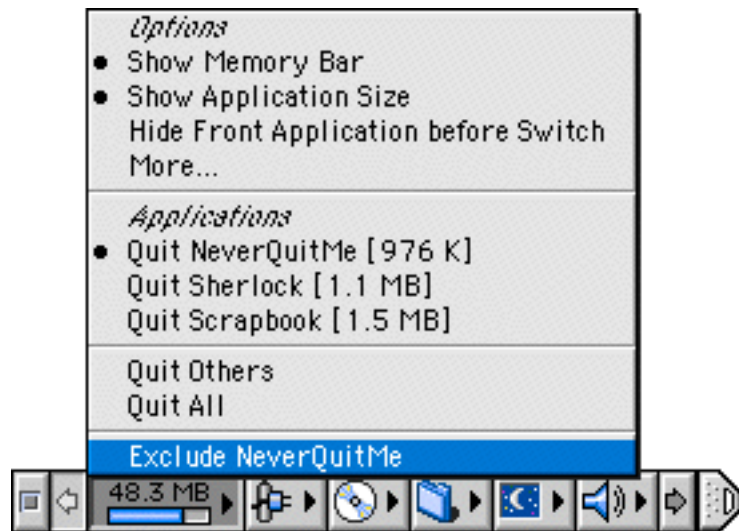 Options
Show Memory Bar
Show Application Size
Hide Front Application before Switch
More...
Applications
Quit NeverQuitMe [976 K]
Quit Sherlock [1.1 MB]
Quit Scrapbook [1.5 MB]
Quit Others
Quit All
Exclude NeverQuitMe
48.3 MB